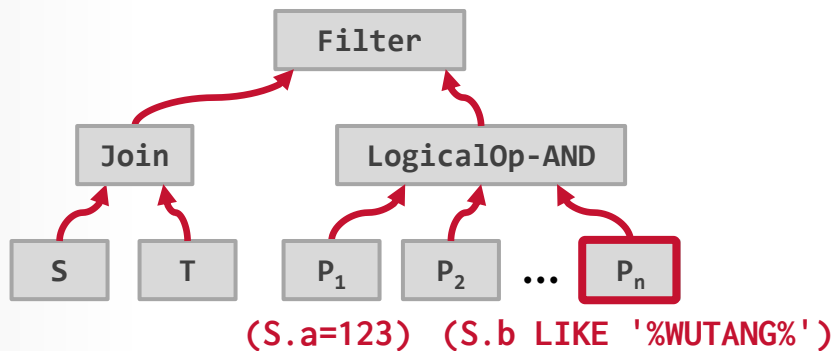 Filter
Join LogicalOp-AND
S T P₁ P₂ ... Pₙ
(S.a=123) (S.b LIKE '%WUTANG%')